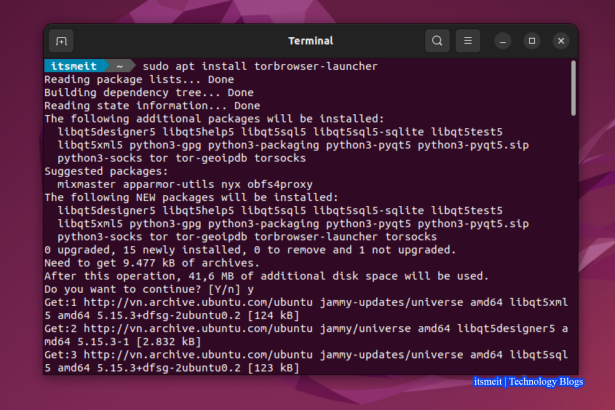 Terminal
itsmeit ~ sudo apt install torbrowser-launcher
Reading package lists... Done
Building dependency tree... Done
Reading state information... Done
The following additional packages will be installed:
libqt5designer5 libqt5help5 libqt5sql5 libqt5sql5-sqlite libqt5test5
libqt5xml5 python3-gpg python3-packaging python3-pyqt5 python3-pyqt5.sip
python3-socks tor tor-geoipdb torsocks
Suggested packages:
mixmaster apparmor-utils nyx obfs4proxy
The following NEW packages will be installed:
libqt5designer5 libqt5help5 libqt5sql5 libqt5sql5-sqlite libqt5test5
libqt5xml5 python3-gpg python3-packaging python3-pyqt5 python3-pyqt5.sip
python3-socks tor tor-geoipdb torbrowser-launcher torsocks
0 upgraded, 15 newly installed, 0 to remove and 1 not upgraded.
Need to get 9.477 kB of archives.
After this operation, 41,6 MB of additional disk space will be used.
Do you want to continue? [Y/n] y
Get:1 http://vn.archive.ubuntu.com/ubuntu jammy-updates/universe amd64 libqt5xml
5 amd64 5.15.3+dfsg-2ubuntu0.2 [124 kB]
Get:2 http://vn.archive.ubuntu.com/ubuntu jammy/universe amd64 libqt5designer5 a
md64 5.15.3-1 [2.832 kB]
Get:3 http://vn.archive.ubuntu.com/ubuntu jammy-updates/universe amd64 libqt5sql
5 amd64 5.15.3+dfsg-2ubuntu0.2 [123 kB]
itsmeit | Technology Blogs